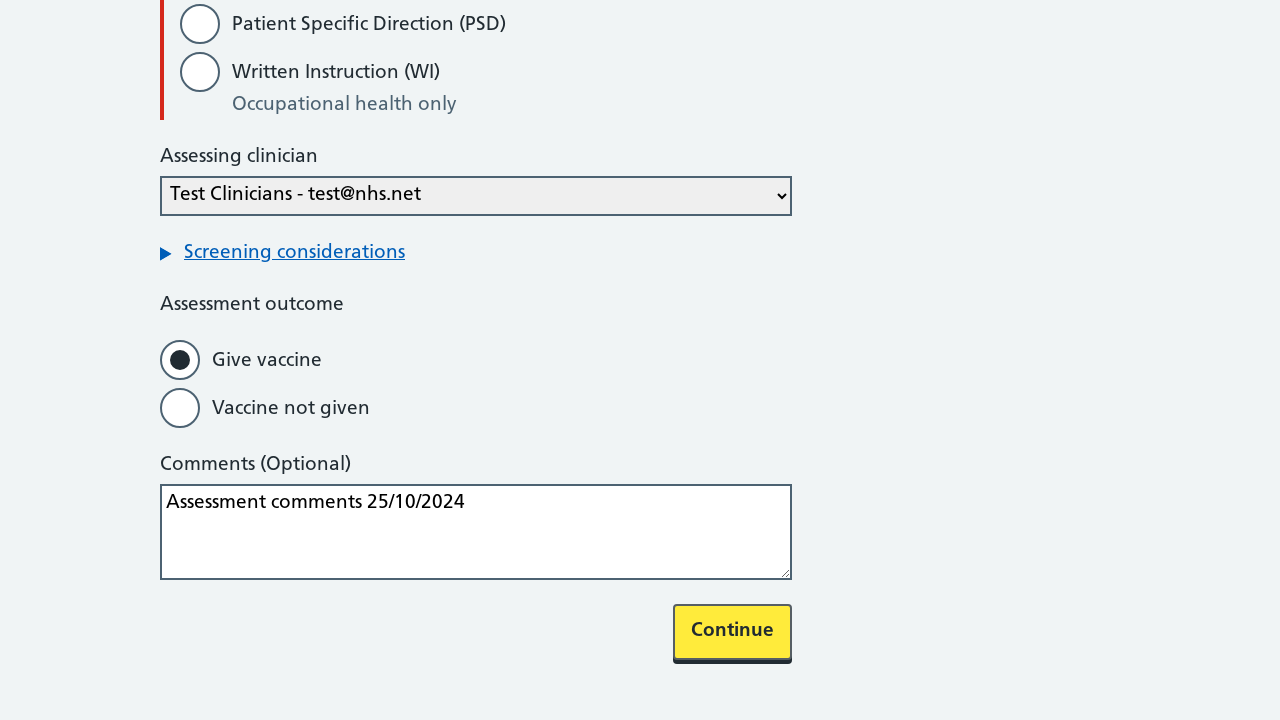 Patient Specific Direction (PSD)
Written Instruction (WI)
Occupational health only
Assessing clinician
Test Clinicians - test@nhs.net
Screening considerations
Assessment outcome
Give vaccine
Vaccine not given
Comments (Optional)
Assessment comments 25/10/2024
Continue